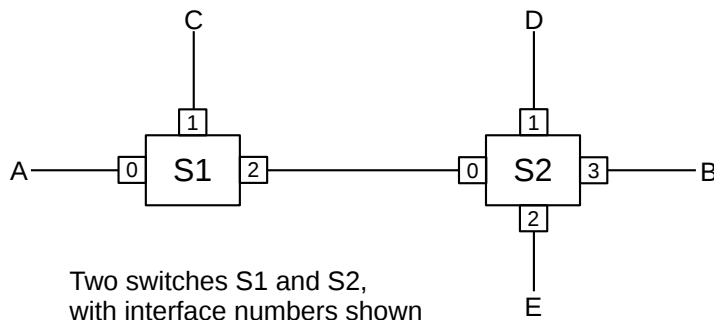 C
D
1
1
A
0
S1
2
0
S2
3
B
2
E
Two switches S1 and S2,
with interface numbers shown